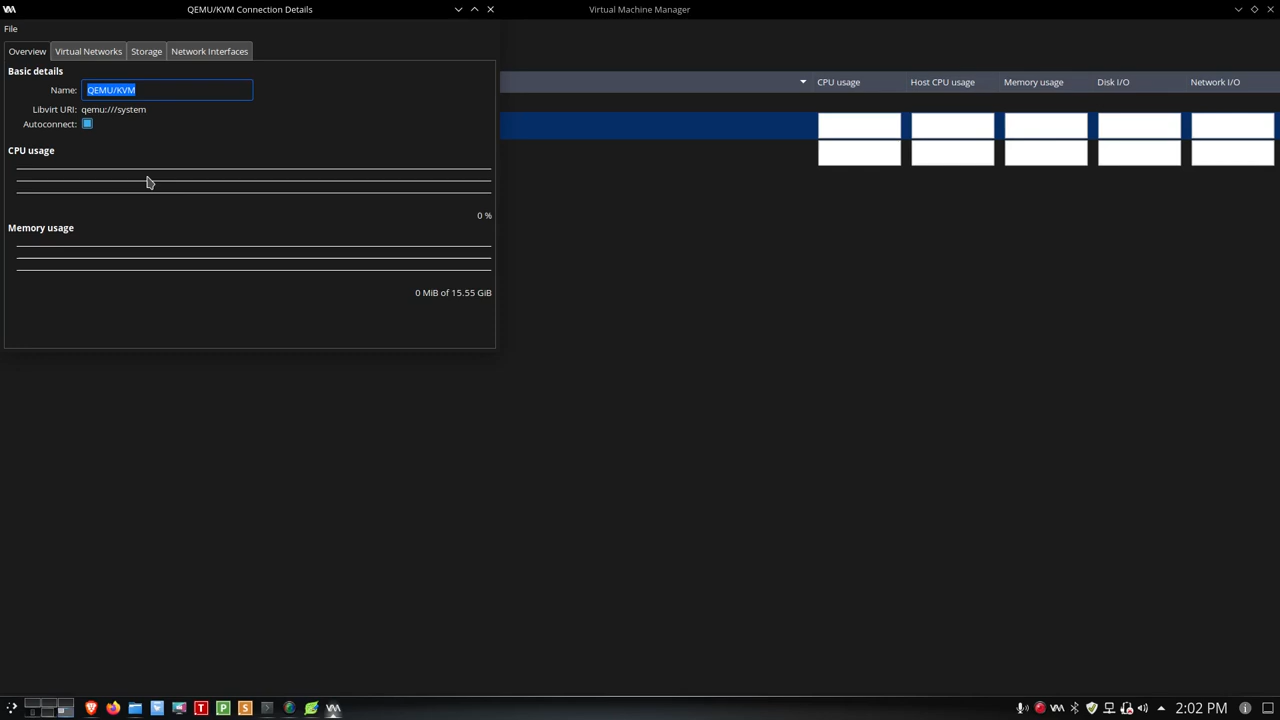 QEMU/KVM Connection Details
Virtual Machine Manager
File
Overview
Virtual Networks
Storage
Network Interfaces
Basic details
Name: QEMU/KVM
Libvirt URI: qemu:///system
Autoconnect:
CPU usage
0 %
Memory usage
0 MiB of 15.55 GiB
CPU usage
Host CPU usage
Memory usage
Disk I/O
Network I/O
T
P
S
2:02 PM